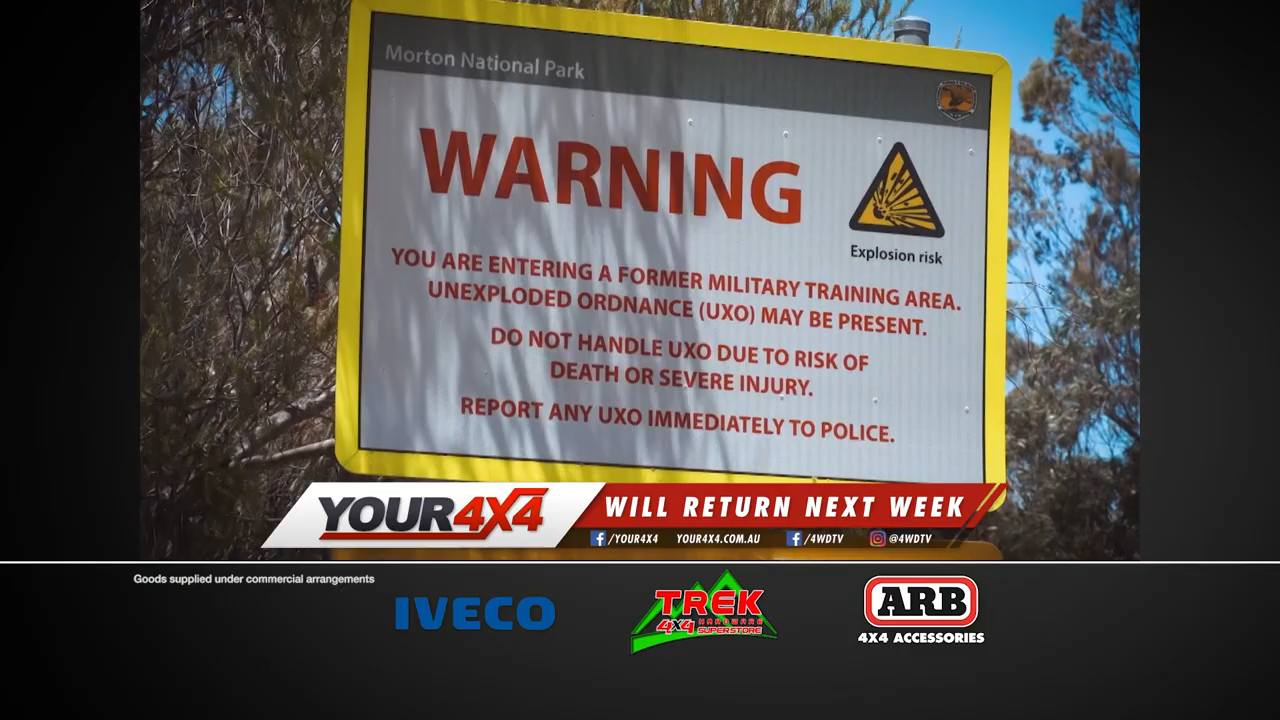 Morton National Park
WARNING
Explosion risk
YOU ARE ENTERING A FORMER MILITARY TRAINING AREA.
UNEXPLODED ORDNANCE (UXO) MAY BE PRESENT.
DO NOT HANDLE UXO DUE TO RISK OF
DEATH OR SEVERE INJURY.
REPORT ANY UXO IMMEDIATELY TO POLICE.
YOUR4X4
WILL RETURN NEXT WEEK
/YOUR4X4 YOUR4X4.COM.AU /4WDTV @4WDTV
Goods supplied under commercial arrangements
IVECO
TREK
4X4 HARDWARE
SUPERSTORE
ARB
4X4 ACCESSORIES